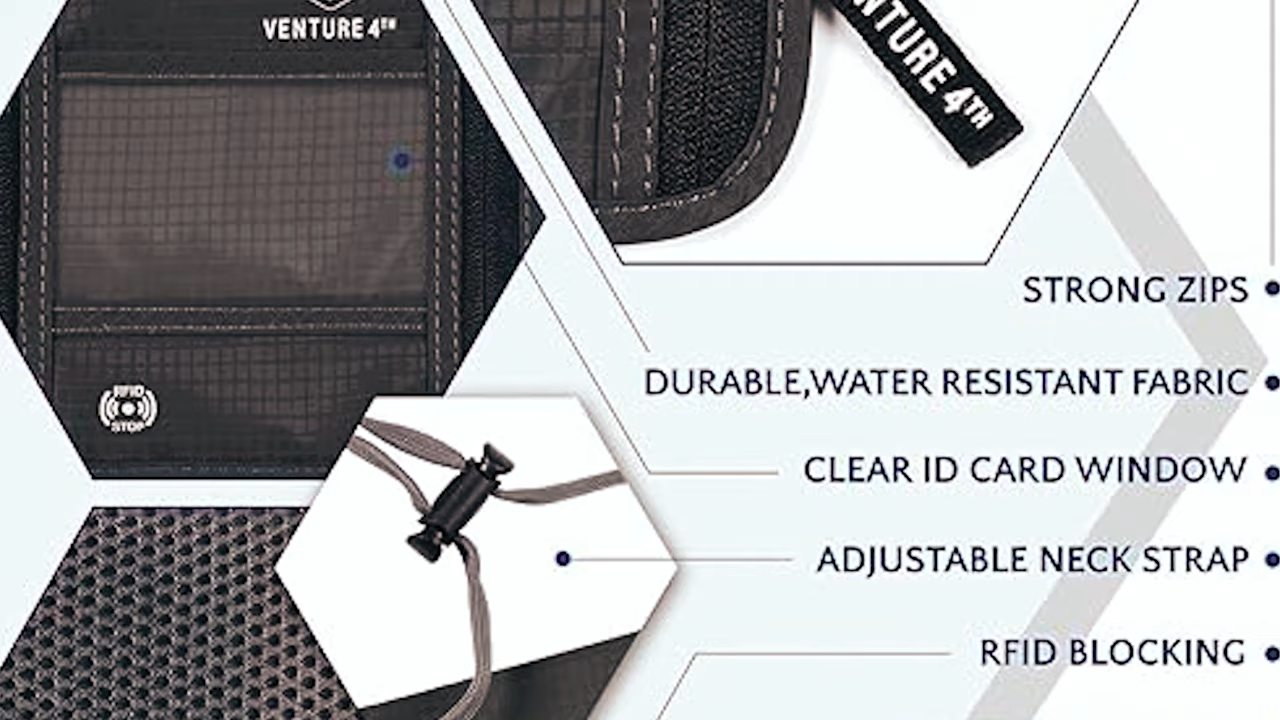 VENTURE 4TH
NTURE 4TH
STRONG ZIPS
DURABLE,WATER RESISTANT FABRIC
CLEAR ID CARD WINDOW
RFID
STOP
ADJUSTABLE NECK STRAP
RFID BLOCKING